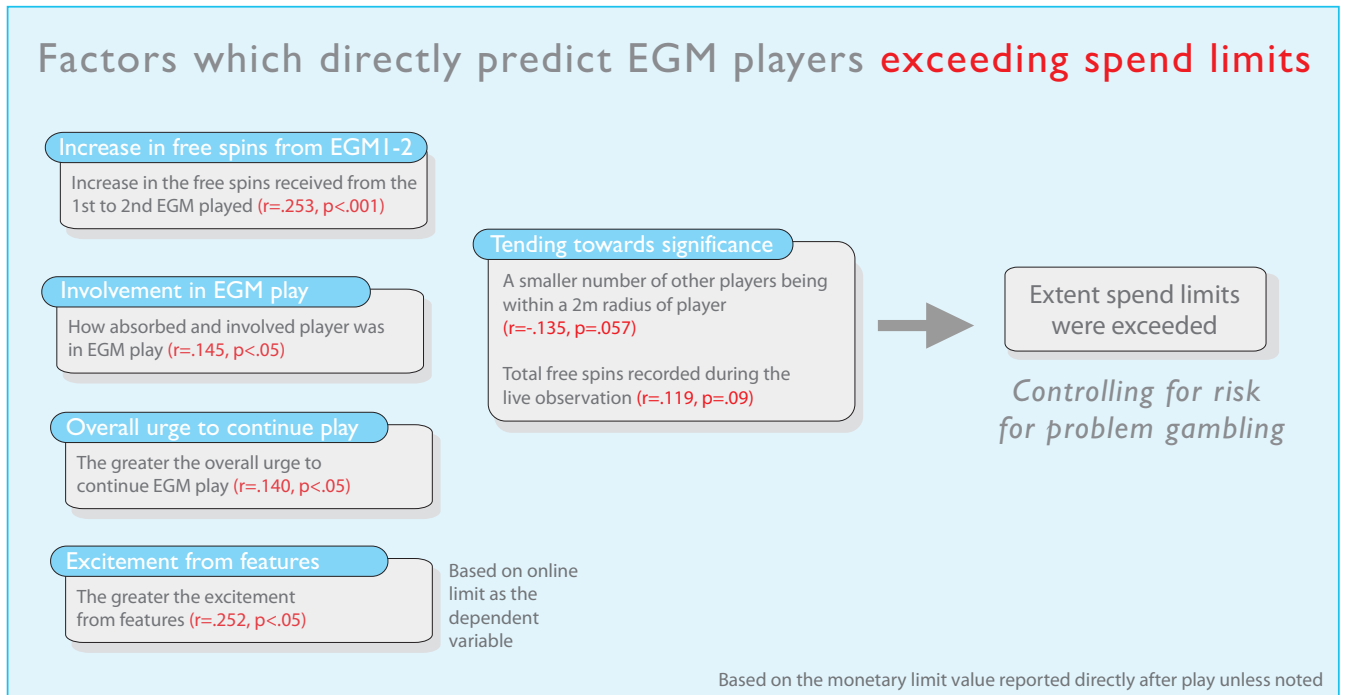 Factors which directly predict EGM players exceeding spend limits
Increase in free spins from EGM1-2
Increase in the free spins received from the
1st to 2nd EGM played (r=.253, p<.001)
Involvement in EGM play
How absorbed and involved player was
in EGM play (r=.145, p<.05)
Overall urge to continue play
The greater the overall urge to
continue EGM play (r=.140, p<.05)
Excitement from features
The greater the excitement
from features (r=.252, p<.05)
Based on online
limit as the
dependent
variable
Tending towards significance
A smaller number of other players being
within a 2m radius of player
(r=-.135, p=.057)
Total free spins recorded during the
live observation (r=.119, p=.09)
Extent spend limits
were exceeded
Controlling for risk
for problem gambling
Based on the monetary limit value reported directly after play unless noted